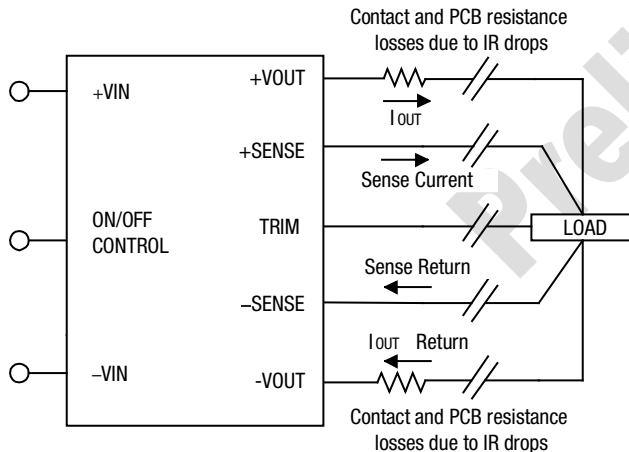 Contact and PCB resistance
losses due to IR drops
+VOUT
+VIN
IOUT
+SENSE
Sense Current
ON/OFF
CONTROL
TRIM
LOAD
Sense Return
–SENSE
IOUT Return
–VIN
-VOUT
Contact and PCB resistance
losses due to IR drops
Preli